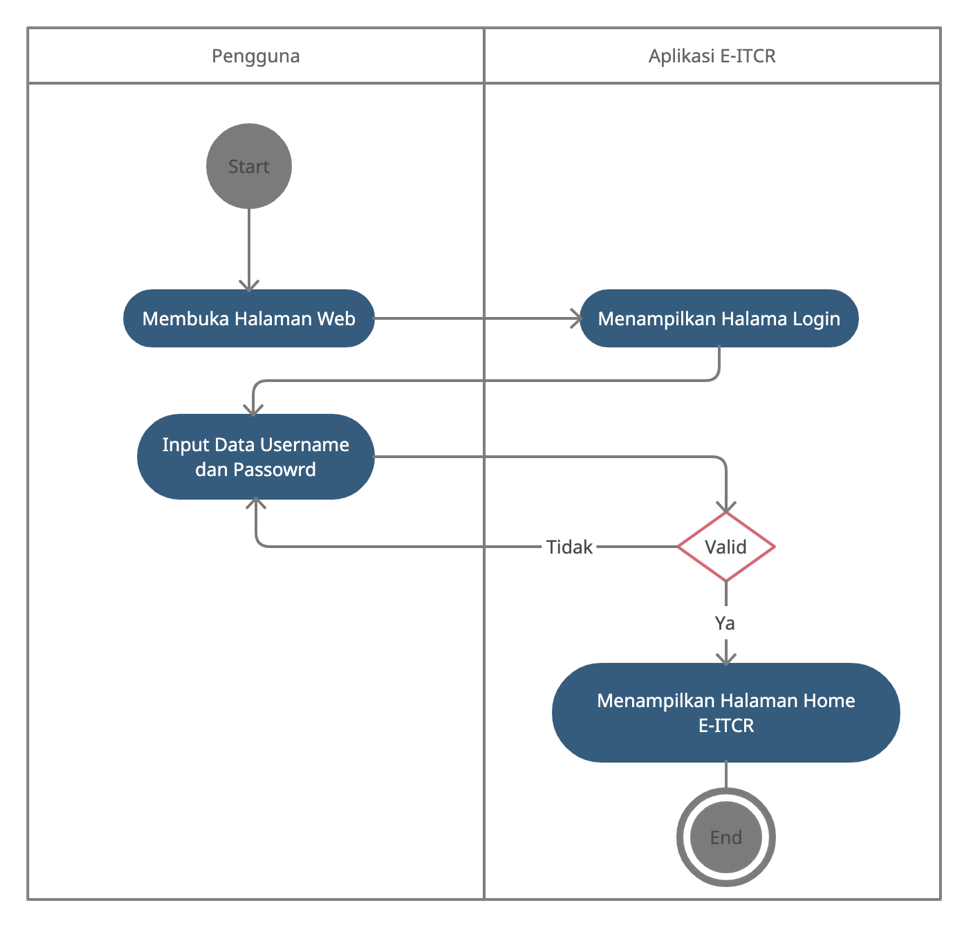 Pengguna
Aplikasi E-ITCR
Start
Membuka Halaman Web
Menampilkan Halama Login
Input Data Username
dan Passowrd
Valid
Tidak
Ya
Menampilkan Halaman Home
E-ITCR
End